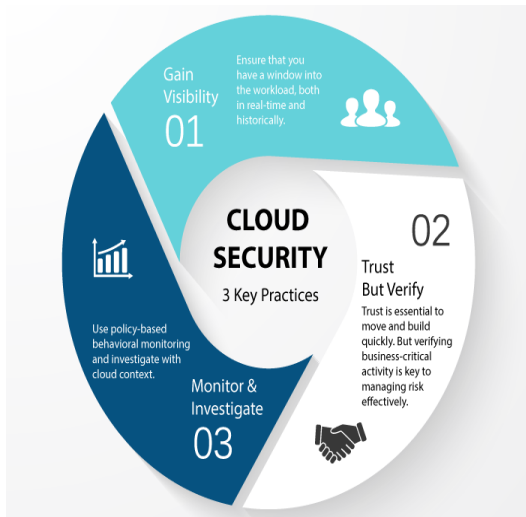 CLOUD
SECURITY
3 Key Practices
Gain
Visibility
01
Ensure that you
have a window into
the workload, both
in real-time and
historically.
02
Trust
But Verify
Trust is essential to
move and build
quickly. But verifying
business-critical
activity is key to
managing risk
effectively.
Monitor &
Investigate
03
Use policy-based
behavioral monitoring
and investigate with
cloud context.